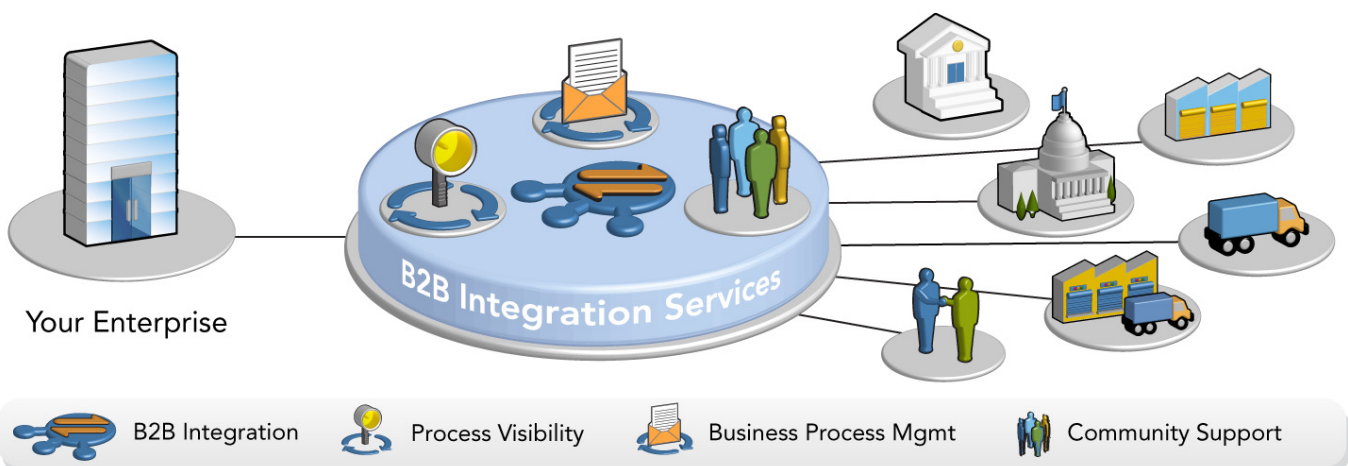 B2B Integration Services
Your Enterprise
B2B Integration
Process Visibility
Business Process Mgmt
Community Support